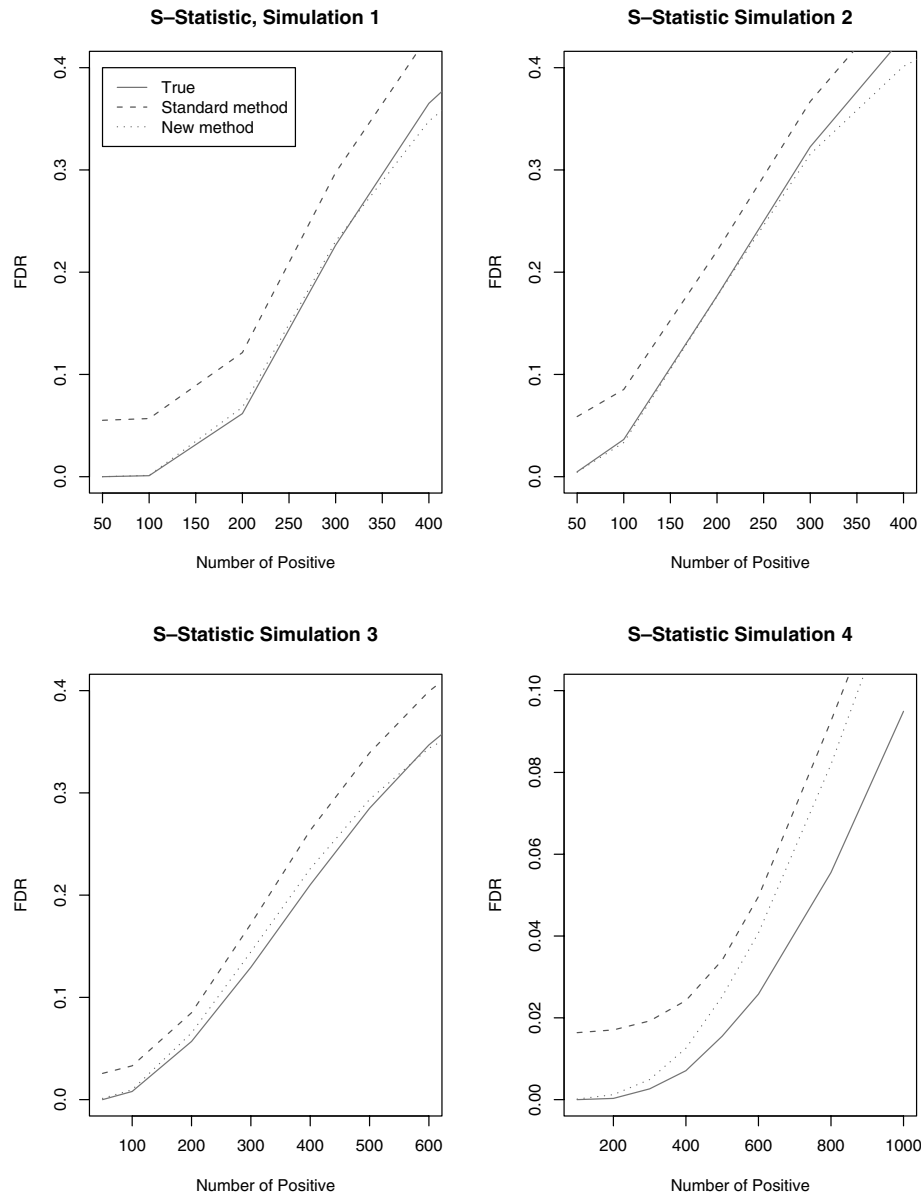 S–Statistic, Simulation 1
True
Standard method
New method
0.0
0.1
0.2
0.3
0.4
FDR
50 100 150 200 250 300 350 400
Number of Positive
S–Statistic Simulation 2
0.0
0.1
0.2
0.3
0.4
FDR
50 100 150 200 250 300 350 400
Number of Positive
S–Statistic Simulation 3
0.0
0.1
0.2
0.3
0.4
FDR
100 200 300 400 500 600
Number of Positive
S–Statistic Simulation 4
0.00
0.02
0.04
0.06
0.08
0.10
FDR
200 400 600 800 1000
Number of Positive